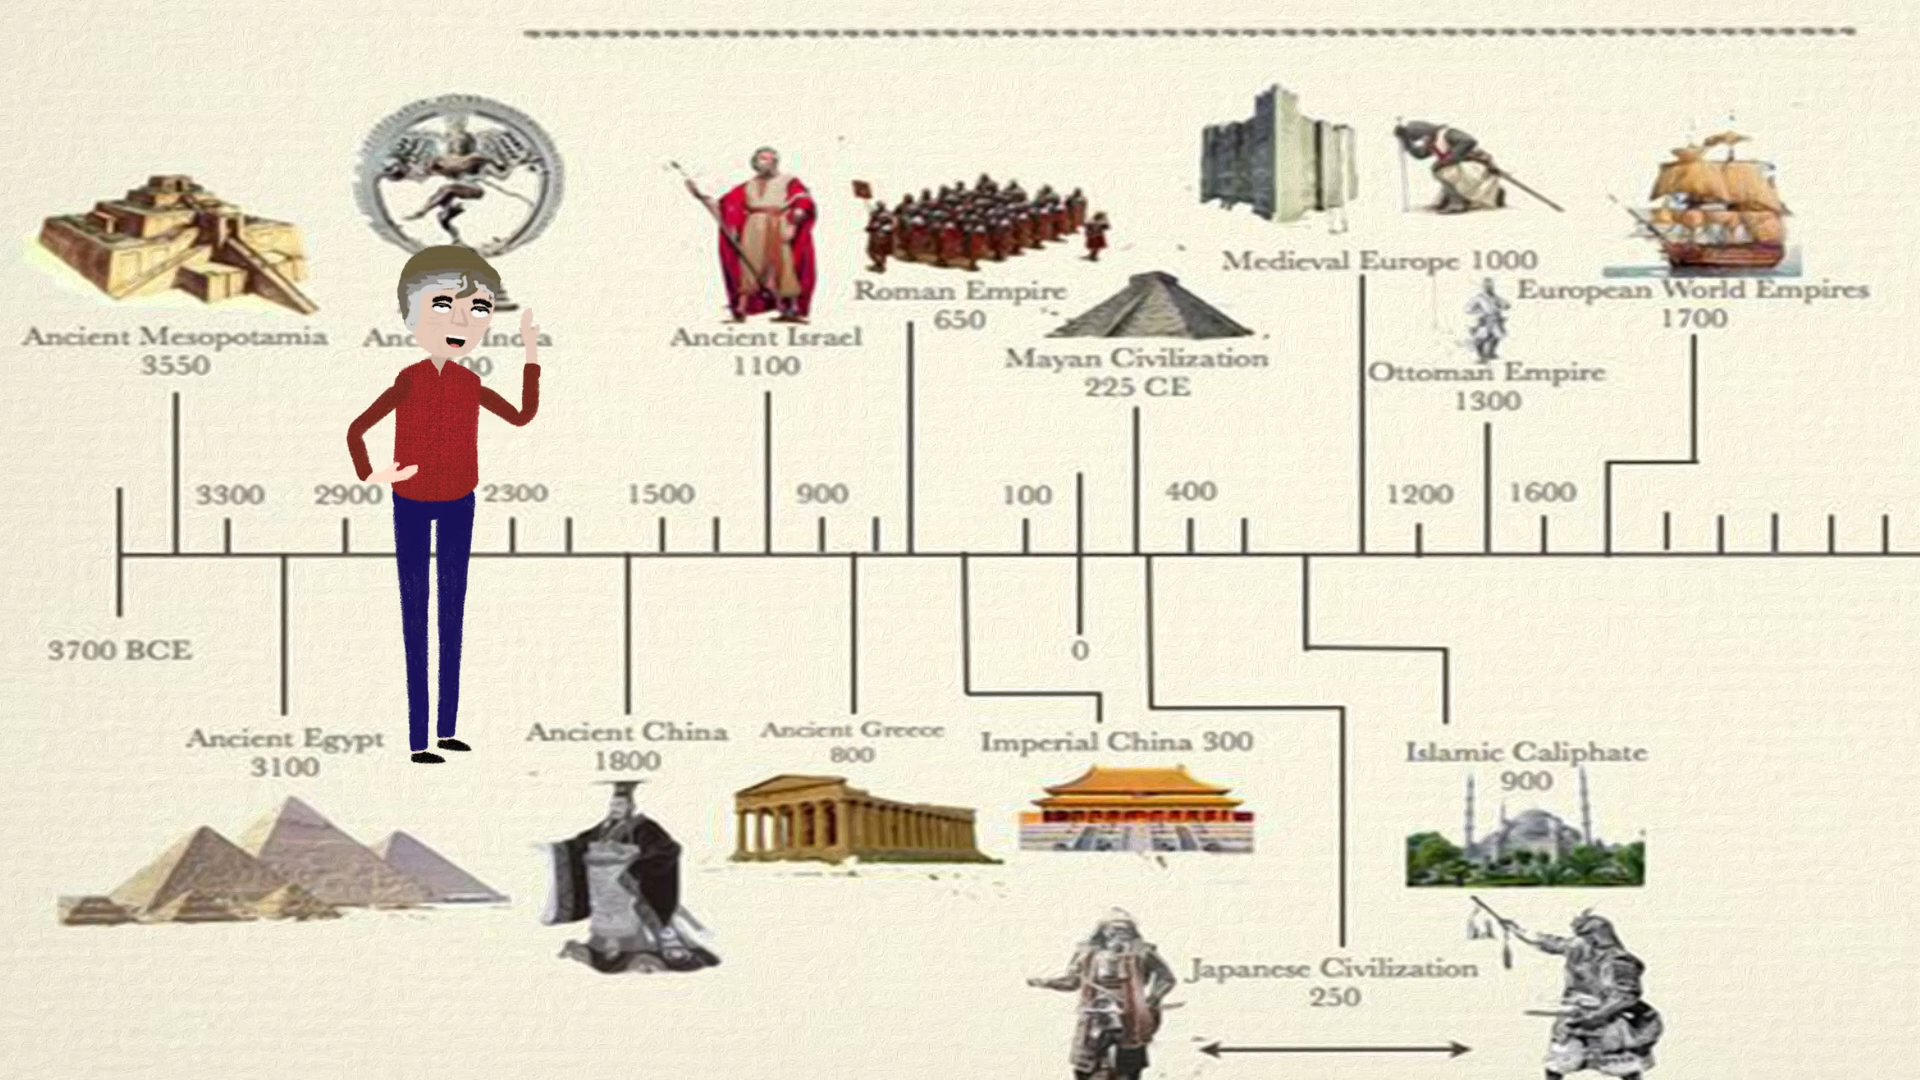 Medieval Europe 1000
Roman Empire
650
European World Empires
1700
Ancient Mesopotamia
3550
Ancient Israel
1100
Mayan Civilization
225 CE
Ottoman Empire
1300
3300
2900
2300
1500
900
100
400
1200
1600
3700 BCE
0
Ancient Egypt
3100
Ancient China
1800
Ancient Greece
800
Imperial China 300
Islamic Caliphate
900
Japanese Civilization
250